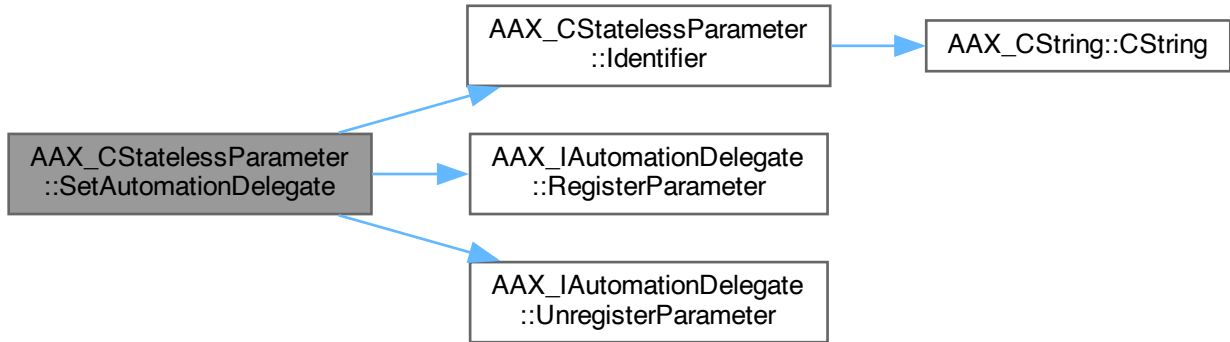 AAX_CStatelessParameter
::SetAutomationDelegate
AAX_CStatelessParameter
::Identifier
AAX_CString::CString
AAX_IAutomationDelegate
::RegisterParameter
AAX_IAutomationDelegate
::UnregisterParameter